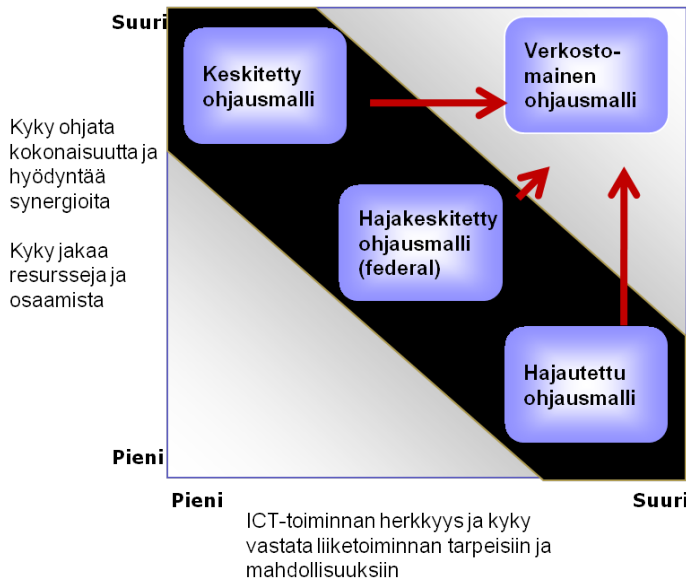 Suuri
Keskitetty
ohjausmalli
Verkosto-
mainen
ohjausmalli
Kyky ohjata
kokonaisuutta ja
hyödyntää
synergioita
Kyky jakaa
resursseja ja
osaamista
Hajakeskitetty
ohjausmalli
(federal)
Hajautettu
ohjausmalli
Pieni
Pieni
Suuri
ICT-toiminnan herkkyys ja kyky
vastata liiketoiminnan tarpeisiin ja
mahdollisuuksiin